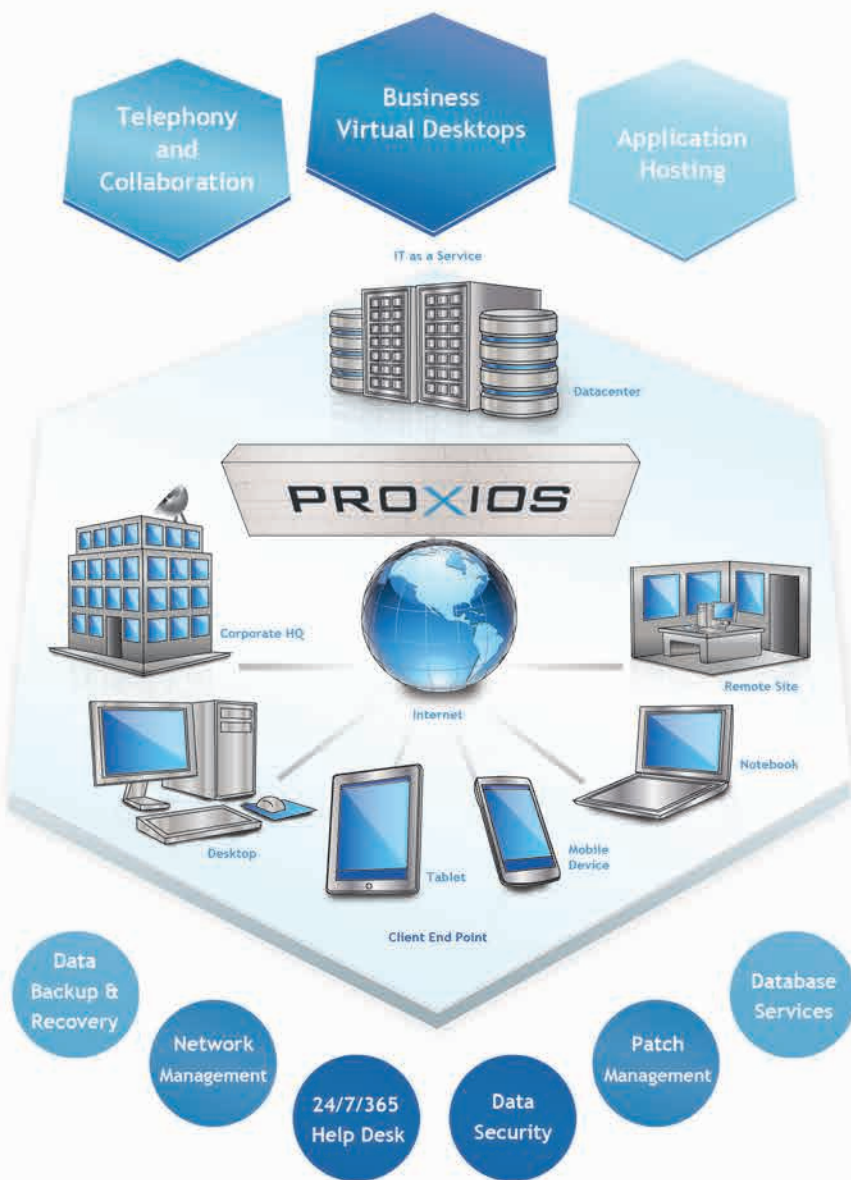 Telephony
and
Collaboration
Business
Virtual Desktops
Application
Hosting
IT as a Service
Datacenter
PROXIOS
Corporate HQ
Remote Site
Internet
Notebook
Desktop
Tablet
Mobile
Device
Client End Point
Data
Backup &
Recovery
Network
Management
24/7/365
Help Desk
Data
Security
Patch
Management
Database
Services